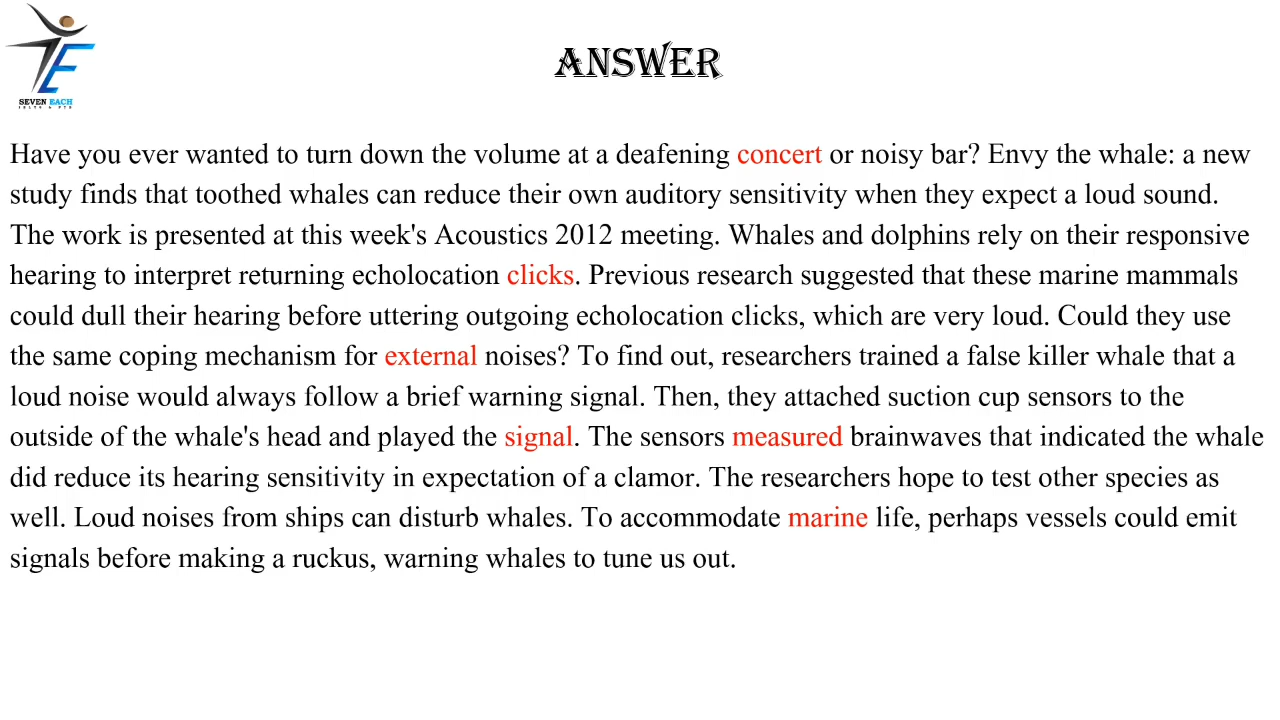 SEVEN EACH
IELTS & PTE
ANSWER
Have you ever wanted to turn down the volume at a deafening concert or noisy bar? Envy the whale: a new
study finds that toothed whales can reduce their own auditory sensitivity when they expect a loud sound.
The work is presented at this week's Acoustics 2012 meeting. Whales and dolphins rely on their responsive
hearing to interpret returning echolocation clicks. Previous research suggested that these marine mammals
could dull their hearing before uttering outgoing echolocation clicks, which are very loud. Could they use
the same coping mechanism for external noises? To find out, researchers trained a false killer whale that a
loud noise would always follow a brief warning signal. Then, they attached suction cup sensors to the
outside of the whale's head and played the signal. The sensors measured brainwaves that indicated the whale
did reduce its hearing sensitivity in expectation of a clamor. The researchers hope to test other species as
well. Loud noises from ships can disturb whales. To accommodate marine life, perhaps vessels could emit
signals before making a ruckus, warning whales to tune us out.